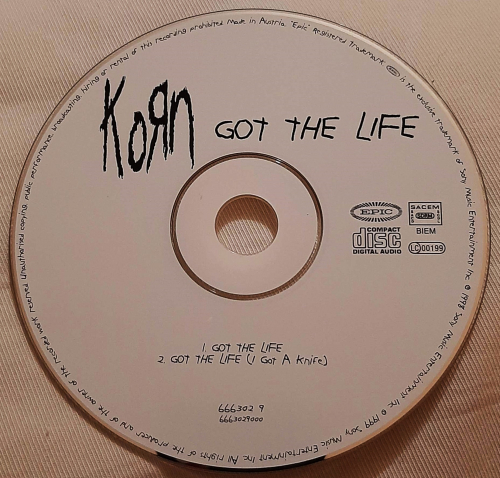 KoЯn GOT THE LIFE
EPIC
SACEM
SACD
SDRM
SGDL
BIEM
COMPACT
disc
DIGITAL AUDIO
LC 00199
1. GOT THE LIFE
2. GOT THE LIFE (I Got A Knife)
666302 9
6663029000
All rights of the producer and of the owner of the recorded work reserved Unauthorised copying, public performance, broadcasting, hiring or rental of this recording prohibited Made in Austria "Epic" Registered Trademark is the exclusive trademark of Sony Music Entertainment Inc ℗ 1998 Sony Music Entertainment Inc © 1999 Sony Music Entertainment Inc